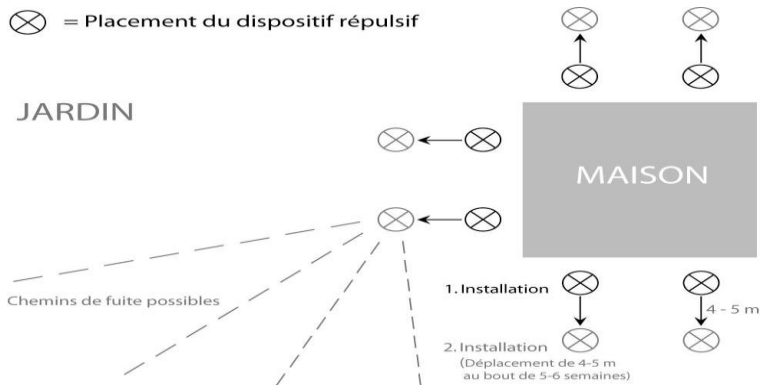 = Placement du dispositif répulsif
JARDIN
MAISON
Chemins de fuite possibles
1. Installation
4 - 5 m
2. Installation
(Déplacement de 4-5 m
au bout de 5-6 semaines)